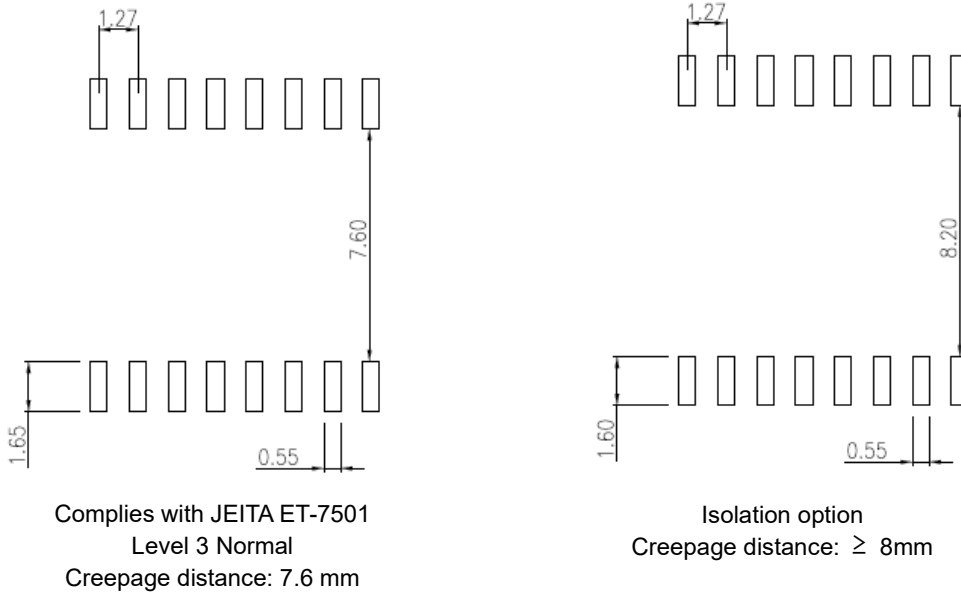 1.27
7.60
1.65
0.55
Complies with JEITA ET-7501
Level 3 Normal
Creepage distance: 7.6 mm
1.27
8.20
1.60
0.55
Isolation option
Creepage distance: ≥ 8mm